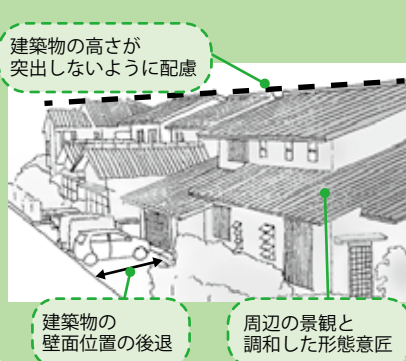 建築物の高さが
突出しないように配慮
建築物の
壁面位置の後退
周辺の景観と
調和した形態意匠